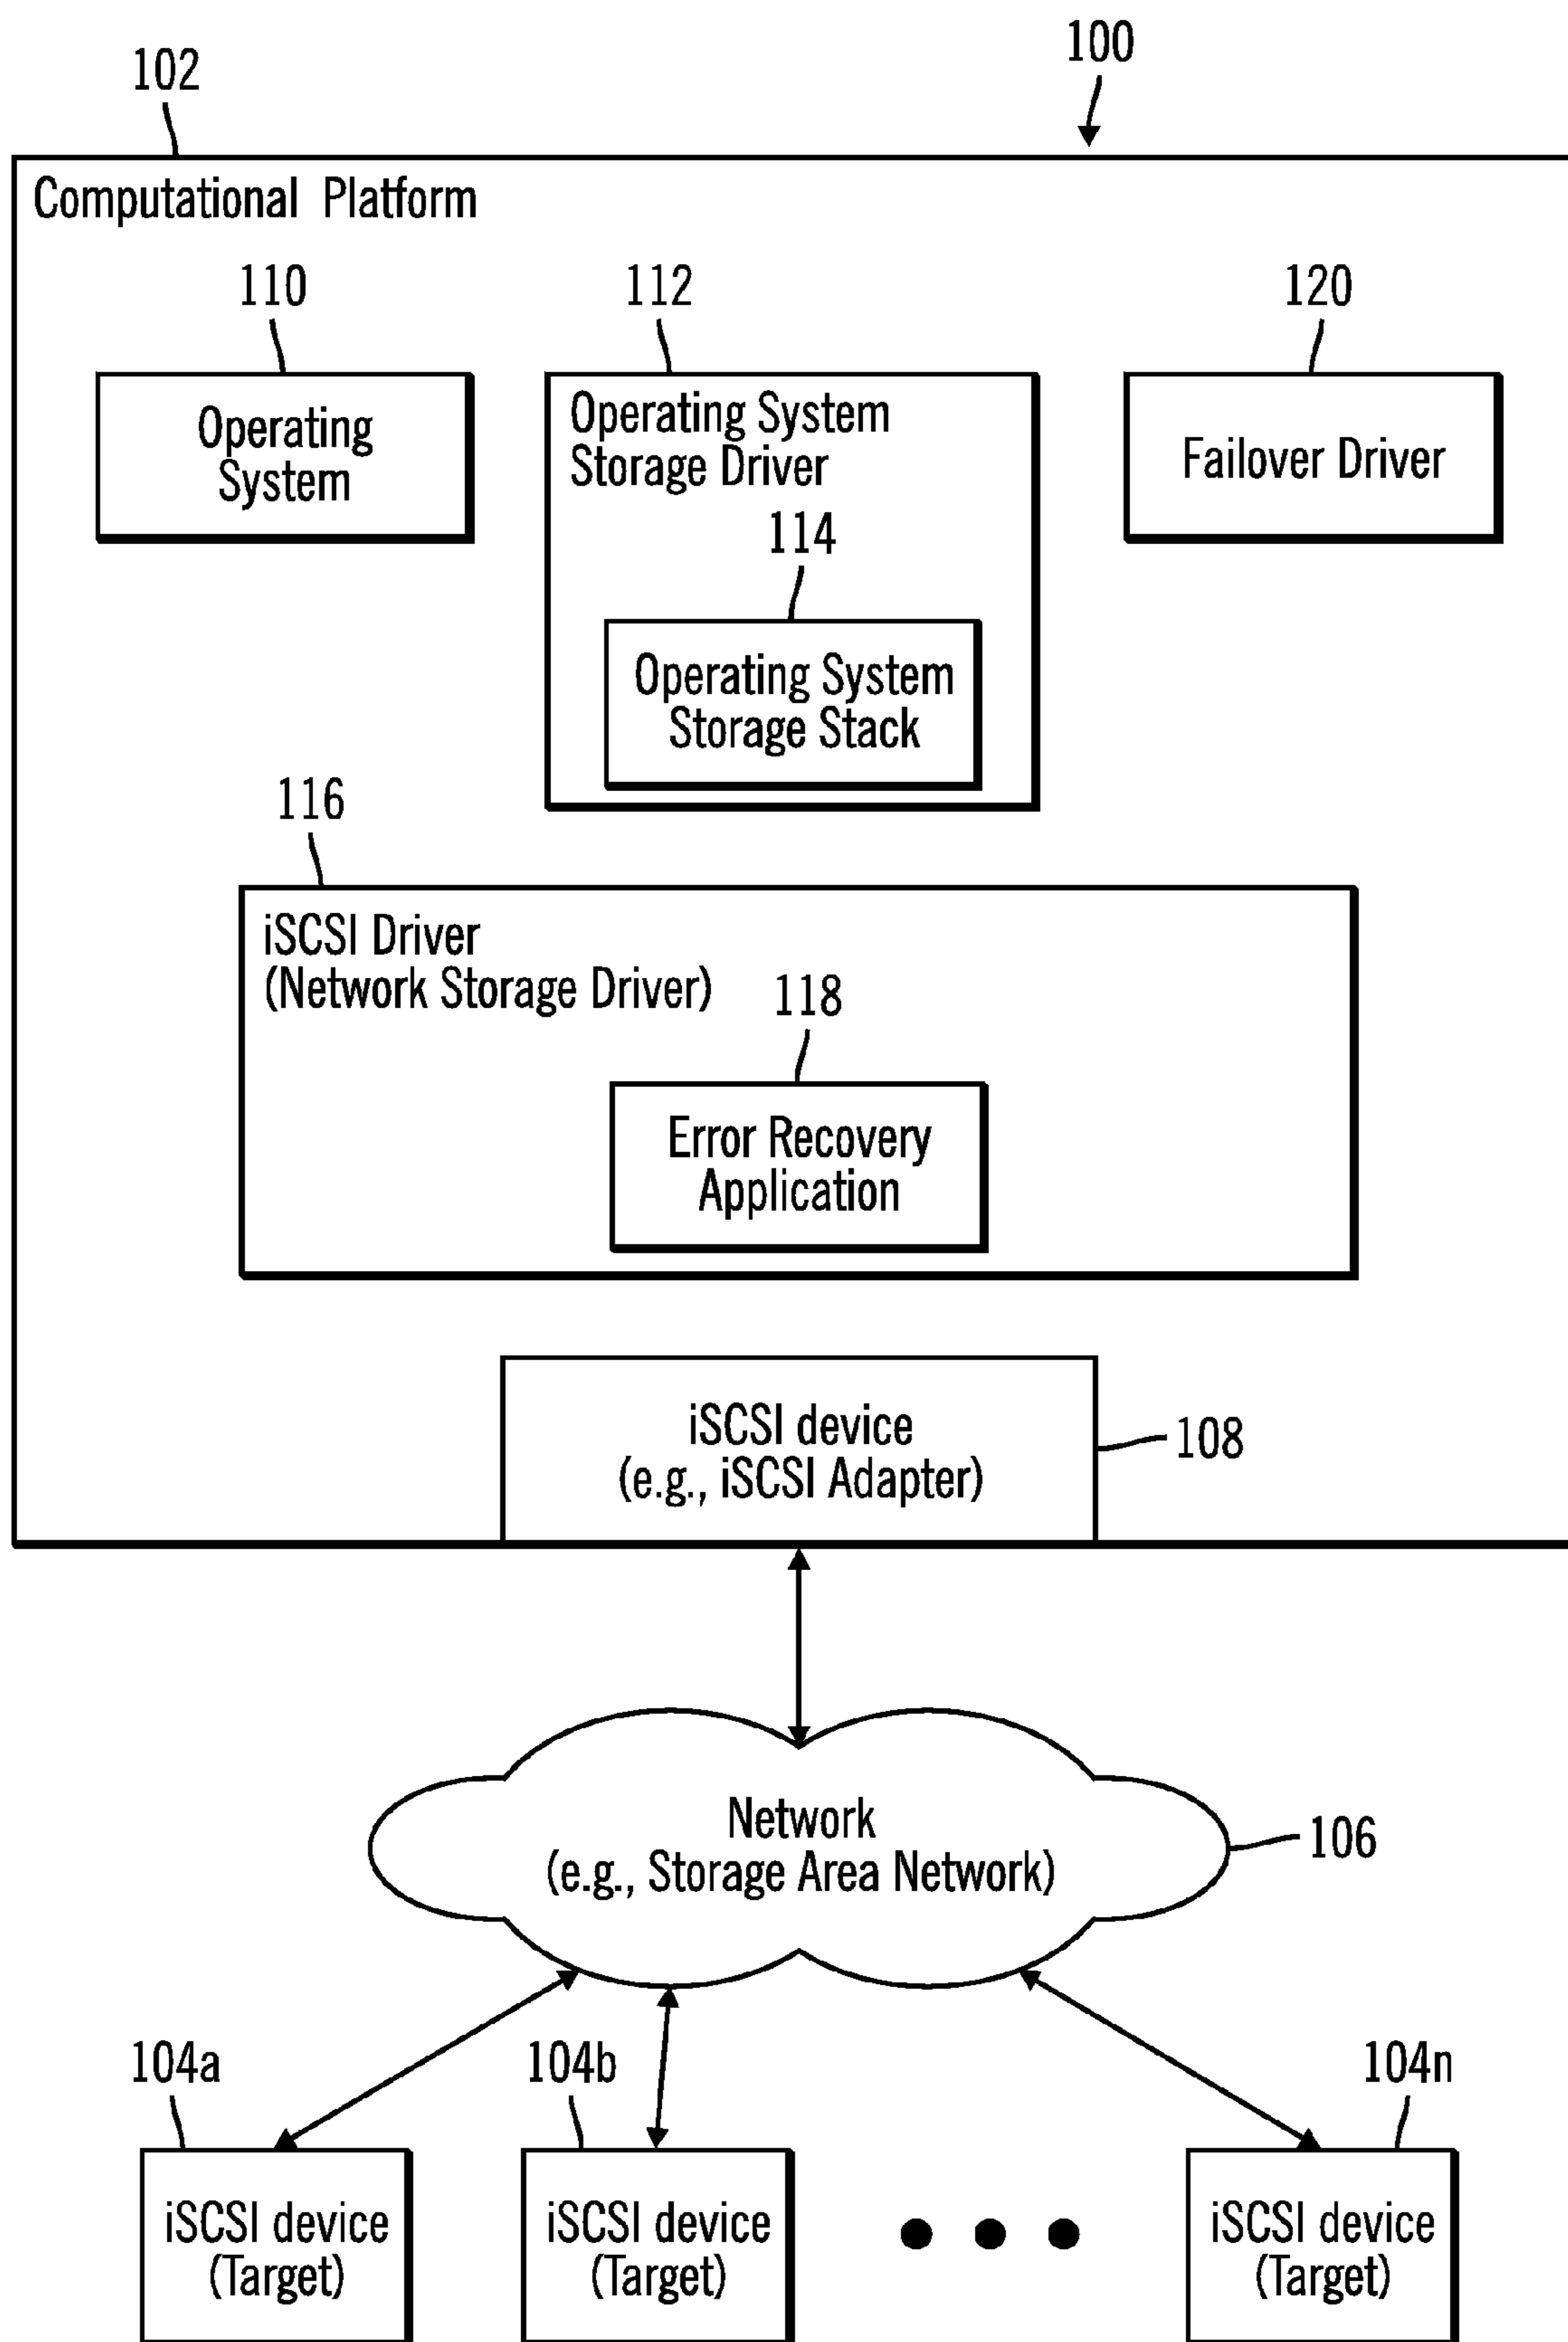 100
102
Computational Platform
110
112
120
Operating
System
Operating System
Storage Driver
Failover Driver
114
Operating System
Storage Stack
116
iSCSI Driver
(Network Storage Driver)
118
Error Recovery
Application
iSCSI device
(e.g., iSCSI Adapter)
108
Network
(e.g., Storage Area Network)
106
104a
104b
104n
iSCSI device
(Target)
iSCSI device
(Target)
iSCSI device
(Target)